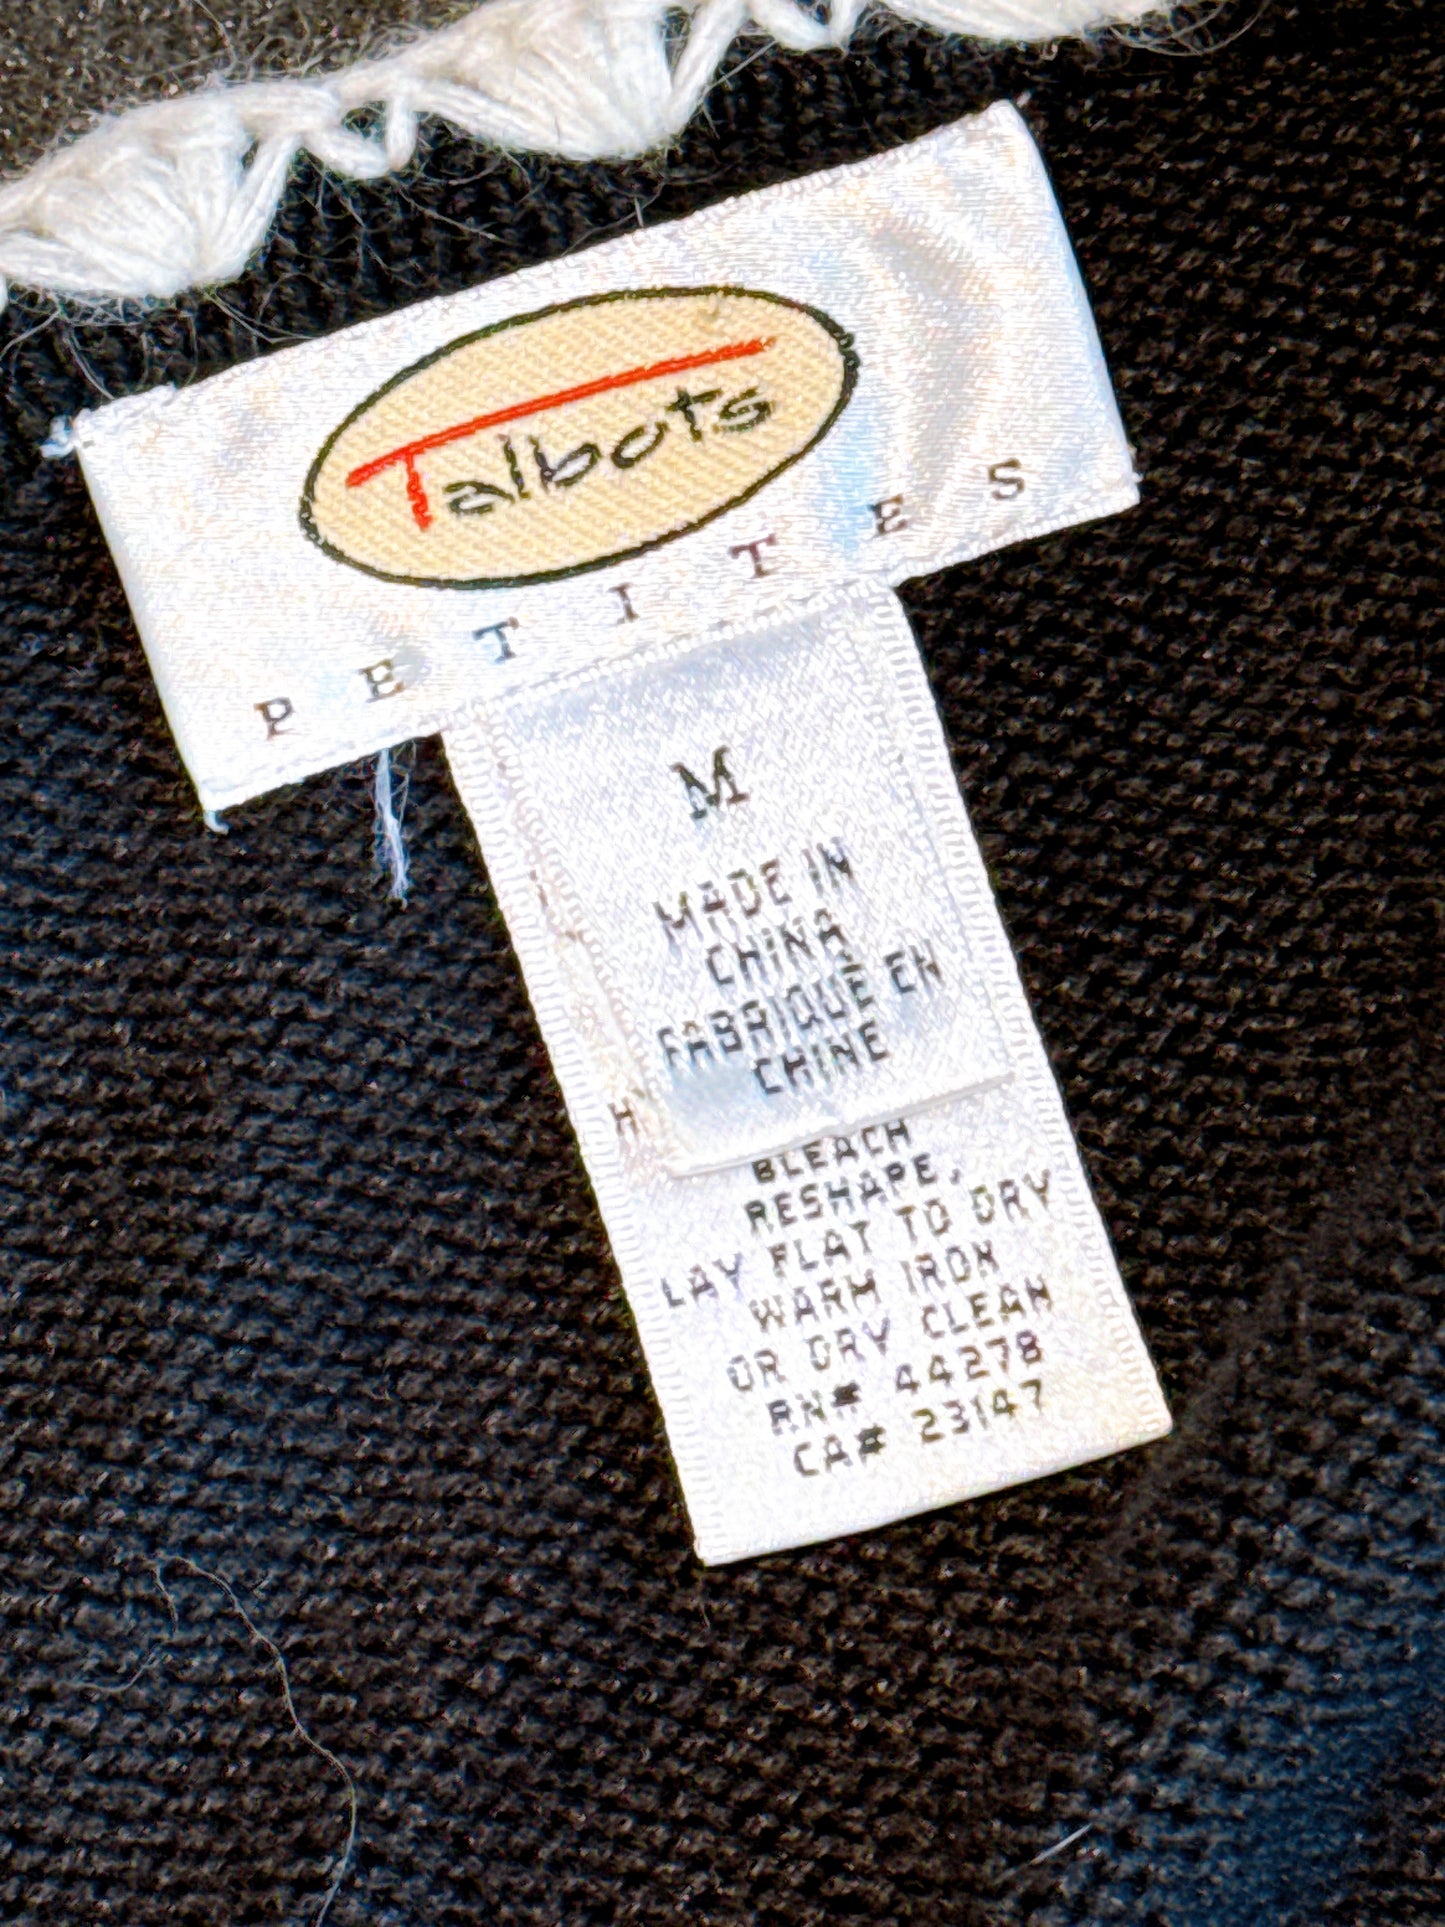 Talbots
PETITES
M
MADE IN
CHINA
FABRIQUÉ EN
CHINE
BLEACH
RESHAPE,
LAY FLAT TO DRY
WARM IRON
OR DRY CLEAN
RN# 44278
CA# 23147